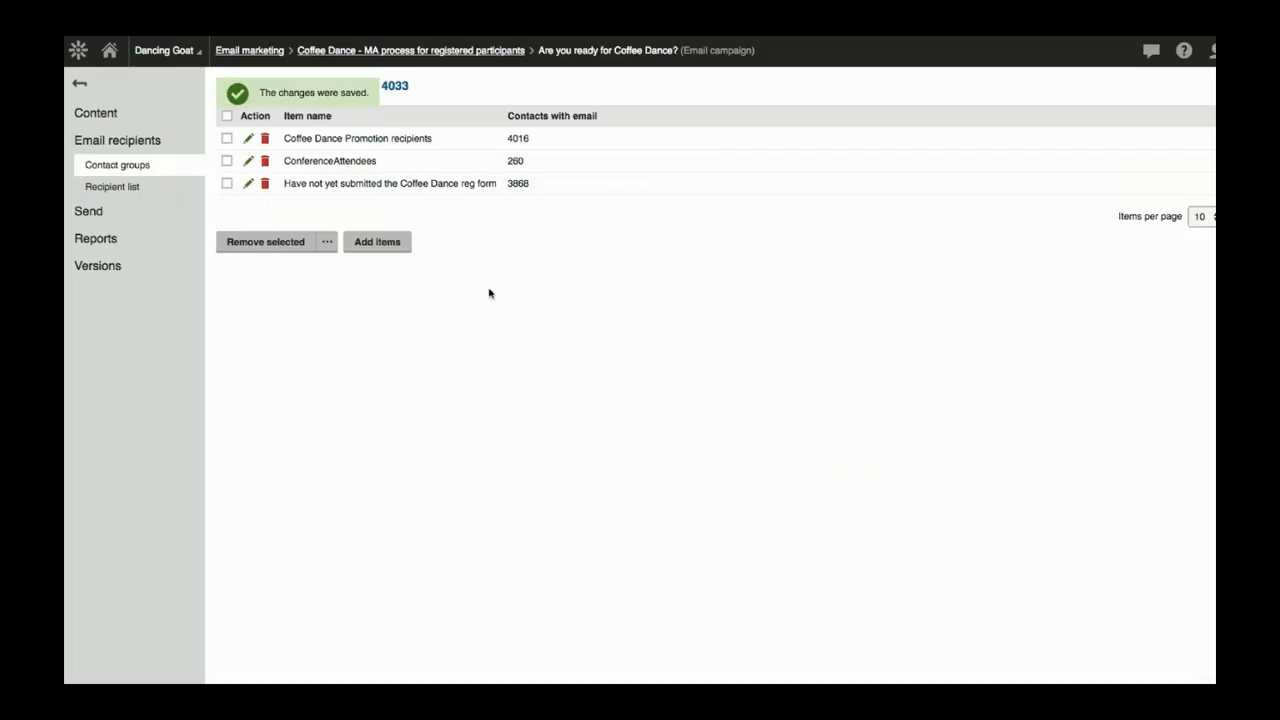 Dancing Goat Email marketing > Coffee Dance - MA process for registered participants > Are you ready for Coffee Dance? (Email campaign)
The changes were saved. 4033
Content
Email recipients
Contact groups
Recipient list
Send
Reports
Versions
Action Item name Contacts with email
Coffee Dance Promotion recipients 4016
ConferenceAttendees 260
Have not yet submitted the Coffee Dance reg form 3868
Items per page 10
Remove selected ... Add items